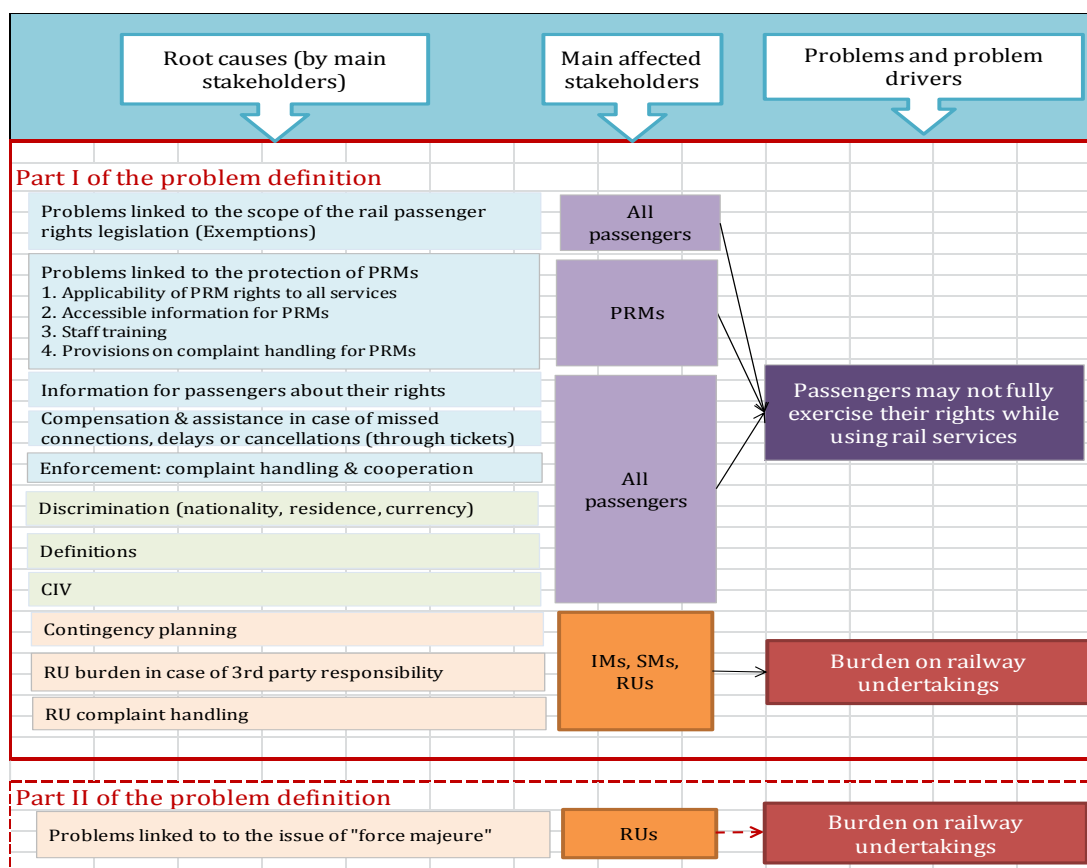 Root causes (by main
stakeholders)
Main affected
stakeholders
Problems and problem
drivers
Part I of the problem definition
Problems linked to the scope of the rail passenger
rights legislation (Exemptions)
All
passengers
Problems linked to the protection of PRMs
1. Applicability of PRM rights to all services
2. Accessible information for PRMs
3. Staff training
4. Provisions on complaint handling for PRMs
PRMs
Information for passengers about their rights
Compensation & assistance in case of missed
connections, delays or cancellations (through tickets)
Enforcement: complaint handling & cooperation
Discrimination (nationality, residence, currency)
Definitions
CIV
All
passengers
Passengers may not fully
exercise their rights while
using rail services
Contingency planning
RU burden in case of 3rd party responsibility
RU complaint handling
IMs, SMs,
RUs
Burden on railway
undertakings
Part II of the problem definition
Problems linked to to the issue of "force majeure"
RUs
Burden on railway
undertakings